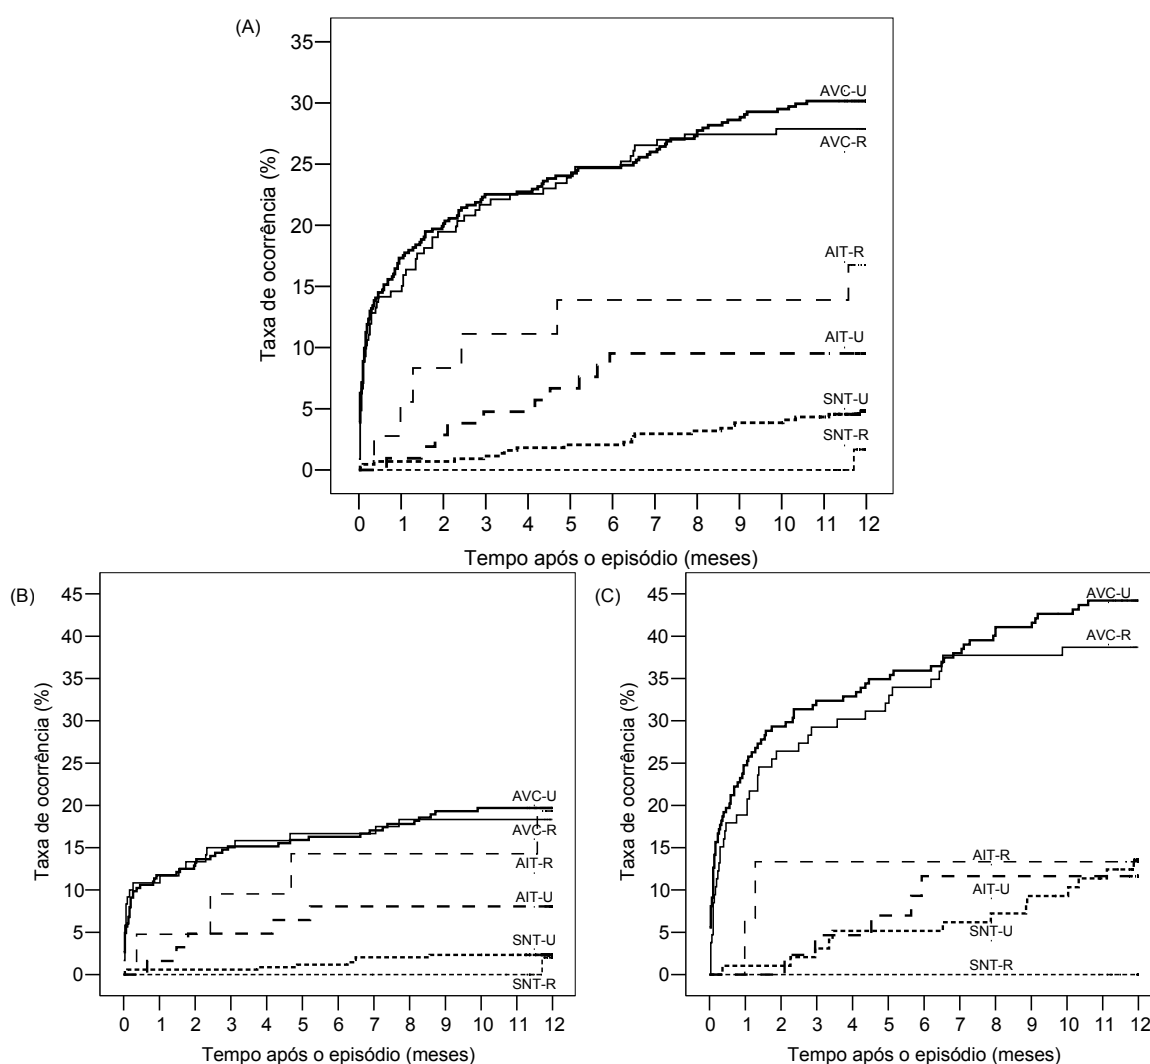 (A)
Taxa de ocorrência (%)
35
30
25
20
15
10
5
0
AVC-U
AVC-R
AIT-R
AIT-U
SNT-U
SNT-R
0 1 2 3 4 5 6 7 8 9 10 11 12
Tempo após o episódio (meses)
(B)
Taxa de ocorrência (%)
45
40
35
30
25
20
15
10
5
0
AVC-U
AVC-R
AIT-R
AIT-U
SNT-U
SNT-R
0 1 2 3 4 5 6 7 8 9 10 11 12
Tempo após o episódio (meses)
(C)
Taxa de ocorrência (%)
45
40
35
30
25
20
15
10
5
0
AVC-U
AVC-R
AIT-R
AIT-U
SNT-U
SNT-R
0 1 2 3 4 5 6 7 8 9 10 11 12
Tempo após o episódio (meses)